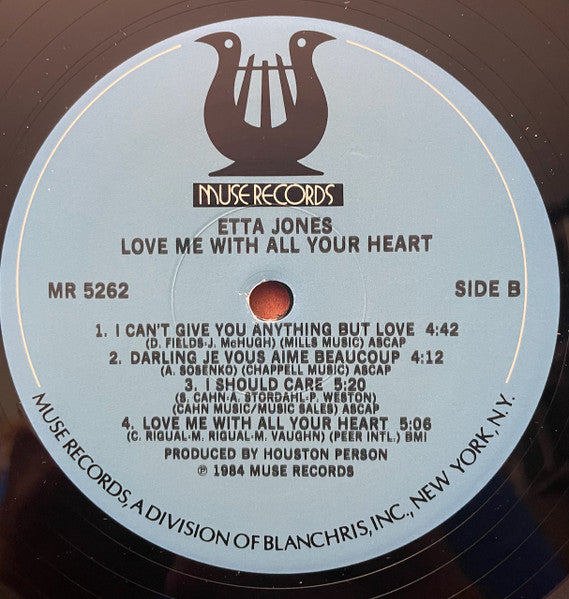 MUSE RECORDS
ETTA JONES
LOVE ME WITH ALL YOUR HEART
MR 5262
SIDE B
1. I CAN'T GIVE YOU ANYTHING BUT LOVE 4:42
(D. FIELDS-J. McHUGH) (MILLS MUSIC) ASCAP
2. DARLING JE VOUS AIME BEAUCOUP 4:12
(A. SOSENKO) (CHAPPELL MUSIC) ASCAP
3. I SHOULD CARE 5:20
(S. CAHN-A. STORDAHL-P. WESTON)
(CAHN MUSIC/MUSIC SALES) ASCAP
4. LOVE ME WITH ALL YOUR HEART 5:06
(C. RIGUAL-M. RIGUAL-M. VAUGHN) (PEER INTL.) BMI
PRODUCED BY HOUSTON PERSON
℗ 1984 MUSE RECORDS
MUSE RECORDS, A DIVISION OF BLANCHRIS, INC., NEW YORK, N.Y.